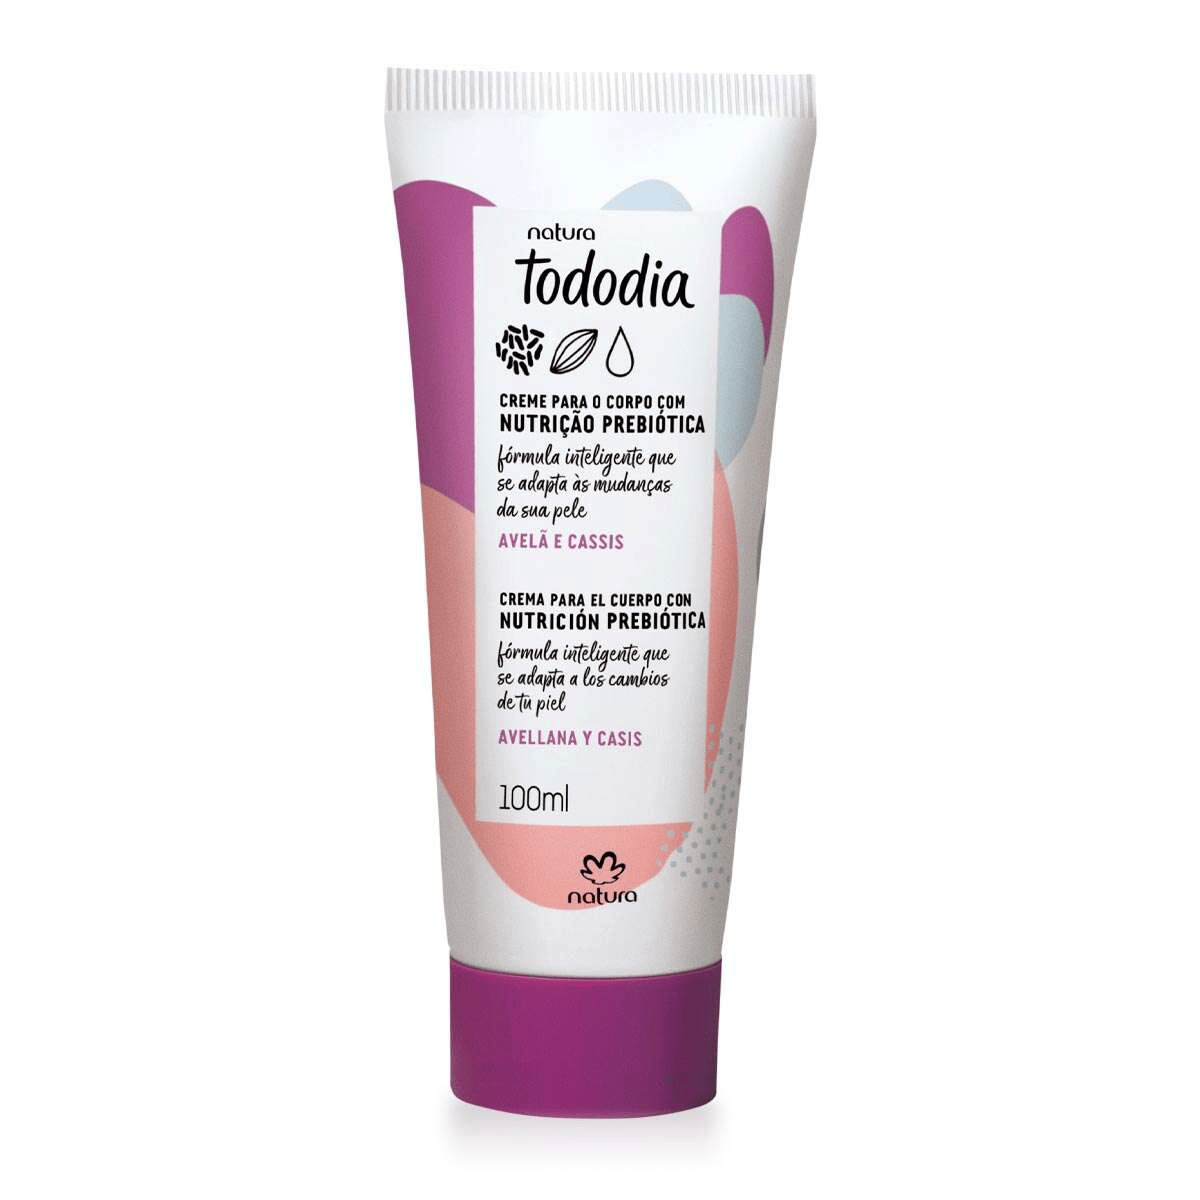 natura
tododia
CREME PARA O CORPO COM
NUTRIÇÃO PREBIÓTICA
fórmula inteligente que
se adapta às mudanças
da sua pele
AVELÃ E CASSIS
CREMA PARA EL CUERPO CON
NUTRICIÓN PREBIÓTICA
fórmula inteligente que
se adapta a los cambios
de tu piel
AVELLANA Y CASIS
100ml
natura